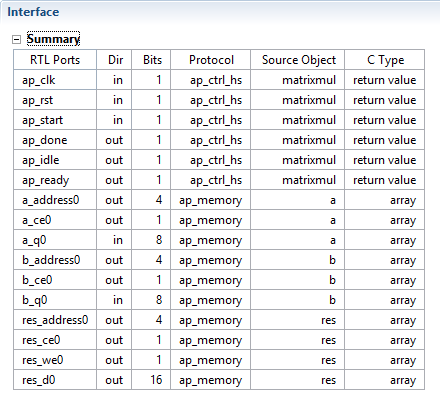 Interface
Summary
RTL Ports Dir Bits Protocol Source Object C Type
ap_clk in 1 ap_ctrl_hs matrixmul return value
ap_rst in 1 ap_ctrl_hs matrixmul return value
ap_start in 1 ap_ctrl_hs matrixmul return value
ap_done out 1 ap_ctrl_hs matrixmul return value
ap_idle out 1 ap_ctrl_hs matrixmul return value
ap_ready out 1 ap_ctrl_hs matrixmul return value
a_address0 out 4 ap_memory a array
a_ce0 out 1 ap_memory a array
a_q0 in 8 ap_memory a array
b_address0 out 4 ap_memory b array
b_ce0 out 1 ap_memory b array
b_q0 in 8 ap_memory b array
res_address0 out 4 ap_memory res array
res_ce0 out 1 ap_memory res array
res_we0 out 1 ap_memory res array
res_d0 out 16 ap_memory res array